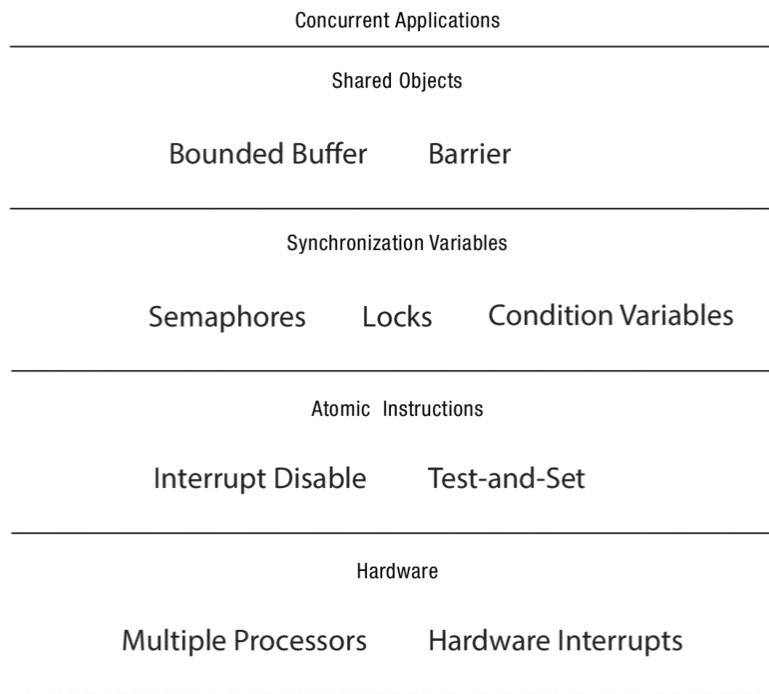 Concurrent Applications
Shared Objects
Bounded Buffer Barrier
Synchronization Variables
Semaphores Locks Condition Variables
Atomic Instructions
Interrupt Disable Test-and-Set
Hardware
Multiple Processors Hardware Interrupts